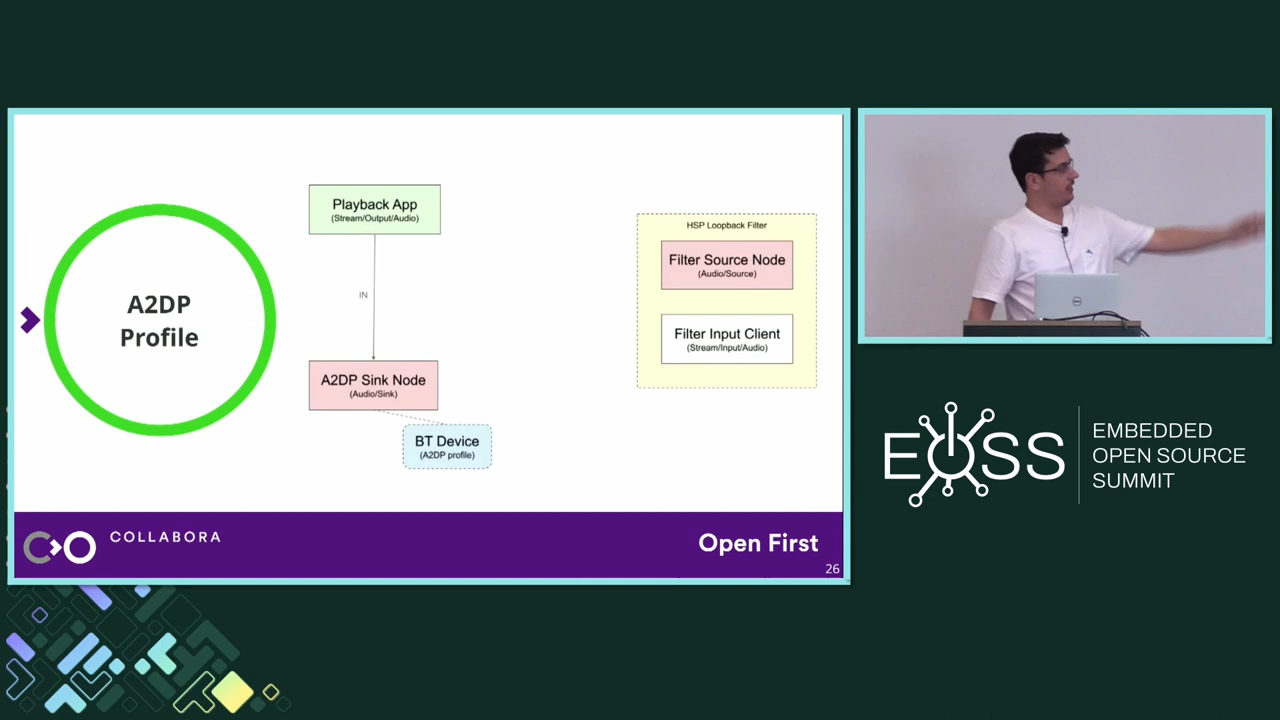 A2DP
Profile
Playback App
(Stream/Output/Audio)
IN
A2DP Sink Node
(Audio/Sink)
BT Device
(A2DP profile)
HSP Loopback Filter
Filter Source Node
(Audio/Source)
Filter Input Client
(Stream/Input/Audio)
COLLABORA
Open First
26
DELL
EOSS
EMBEDDED
OPEN SOURCE
SUMMIT